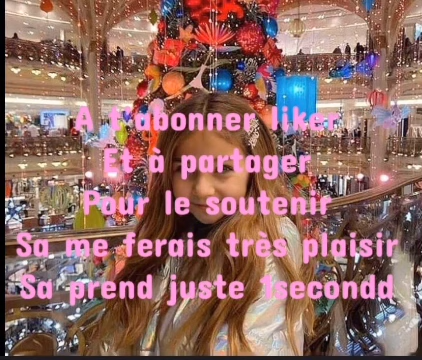 A t'abonner liker
Et à partager
Pour le soutenir
Sa me ferais très plaisir
Sa prend juste 1secondd